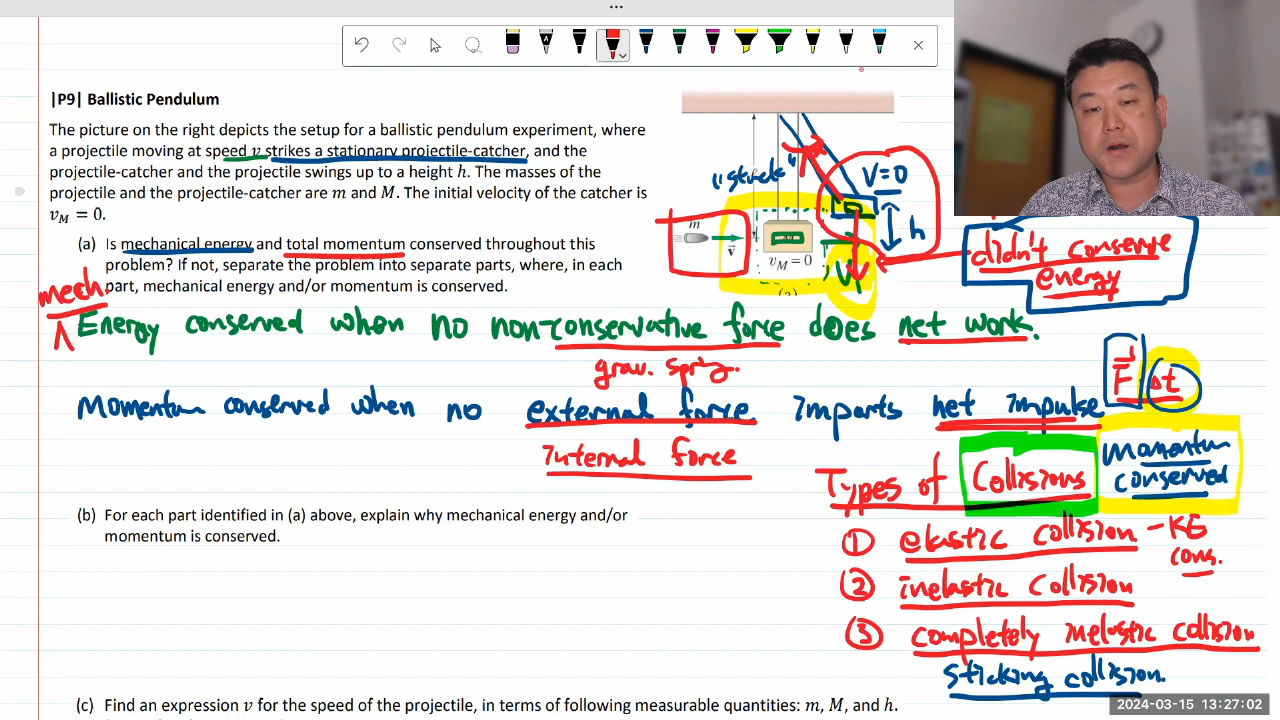 |P9| Ballistic Pendulum
The picture on the right depicts the setup for a ballistic pendulum experiment, where
a projectile moving at speed v strikes a stationary projectile-catcher, and the
projectile-catcher and the projectile swings up to a height h. The masses of the
projectile and the projectile-catcher are m and M. The initial velocity of the catcher is
v_M = 0.
(a) Is mechanical energy and total momentum conserved throughout this
problem? If not, separate the problem into separate parts, where, in each
part, mechanical energy and/or momentum is conserved.
"stuck"
V=0
h
m
v
v_M = 0
V
(a)
didn't conserve
energy
mech.
Energy conserved when no non-conservative force does net work.
grav. spring.
F Δt
Momentum conserved when no external force imparts net impulse
internal force
Types of Collisions
momentum
conserved
① elastic collision - KE
cons.
② inelastic collision
③ completely inelastic collision
sticking collision.
(b) For each part identified in (a) above, explain why mechanical energy and/or
momentum is conserved.
(c) Find an expression v for the speed of the projectile, in terms of following measurable quantities: m, M, and h.
2024-03-15 13:27:02